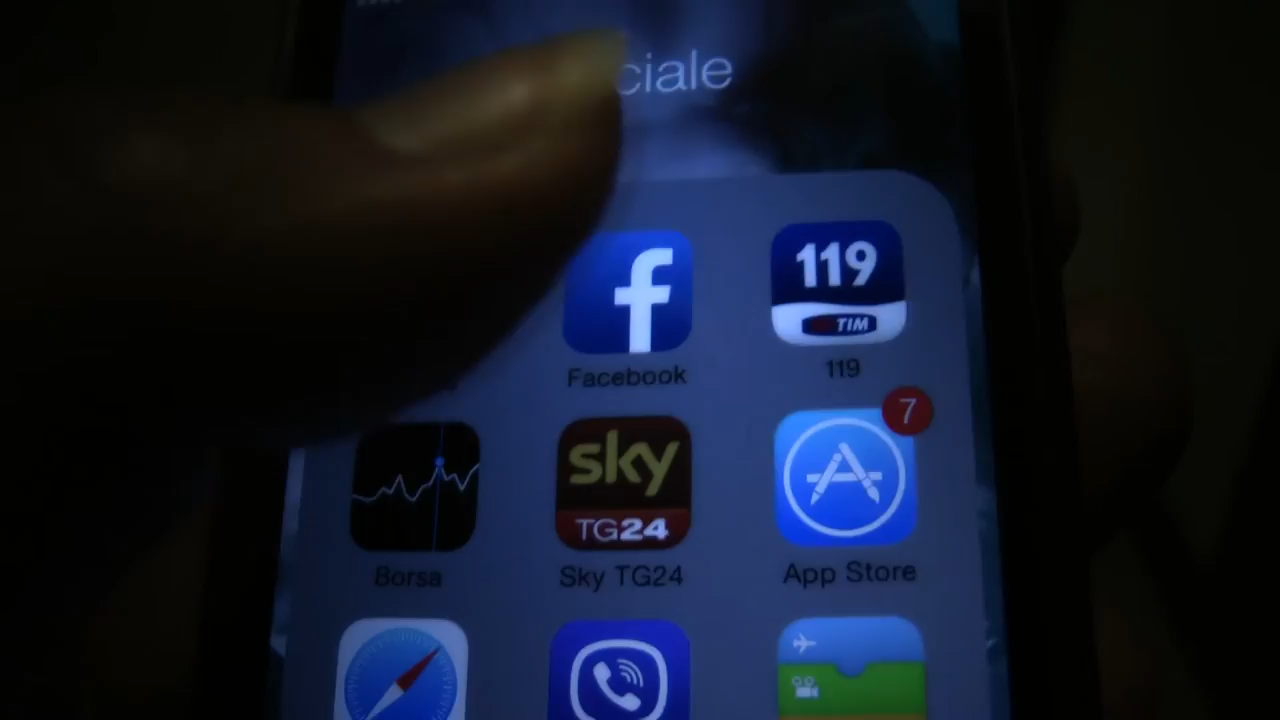 ciale
f
119
TIM
Facebook
119
7
sky
TG24
Borsa
Sky TG24
App Store